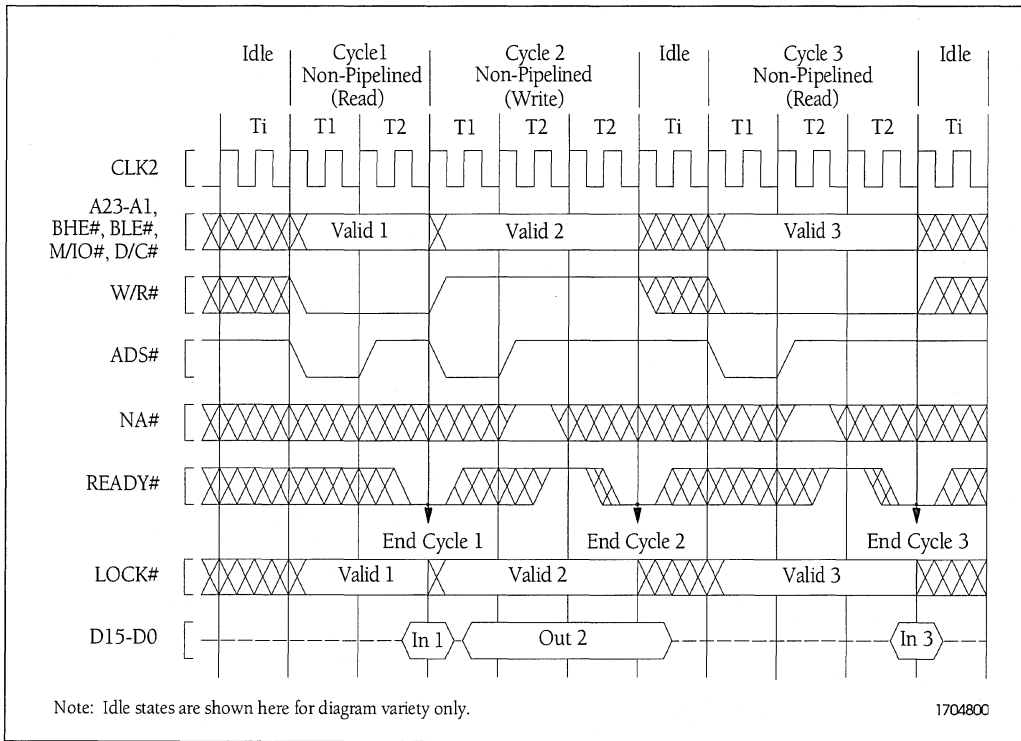 Idle Cycle1 Cycle 2 Idle Cycle 3 Idle
Non-Pipelined Non-Pipelined Non-Pipelined
(Read) (Write) (Read)
Ti T1 T2 T1 T2 T2 Ti T1 T2 T2 Ti
CLK2
A23-A1,
BHE#, BLE#,
M/IO#, D/C#
Valid 1 Valid 2 Valid 3
W/R#
ADS#
NA#
READY#
End Cycle 1 End Cycle 2 End Cycle 3
LOCK# Valid 1 Valid 2 Valid 3
D15-D0 In 1 Out 2 In 3
Note: Idle states are shown here for diagram variety only.
1704800